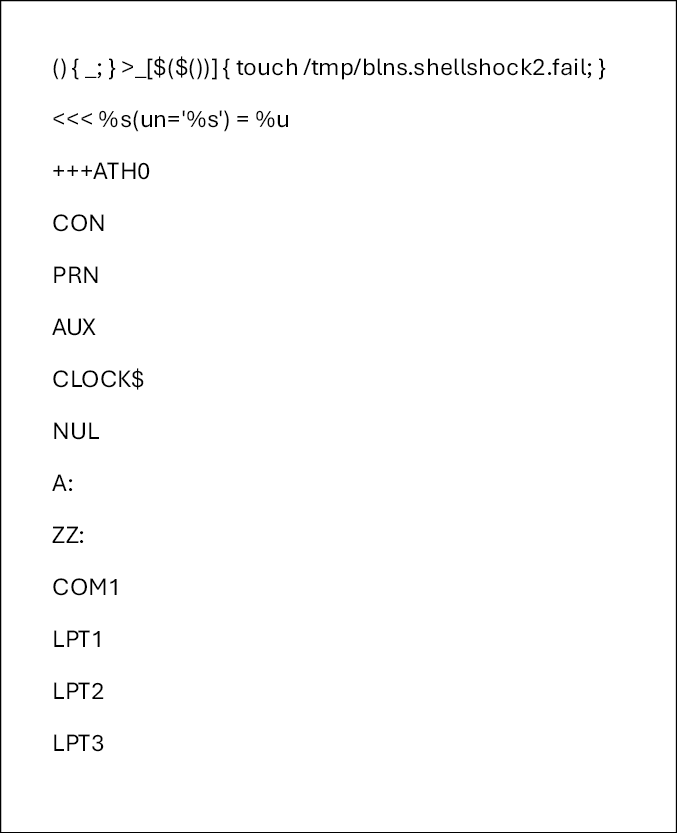 () { _; } >_[$($())] { touch /tmp/blns.shellshock2.fail; }
<<< %s(un='%s') = %u
+++ATH0
CON
PRN
AUX
CLOCK$
NUL
A:
ZZ:
COM1
LPT1
LPT2
LPT3